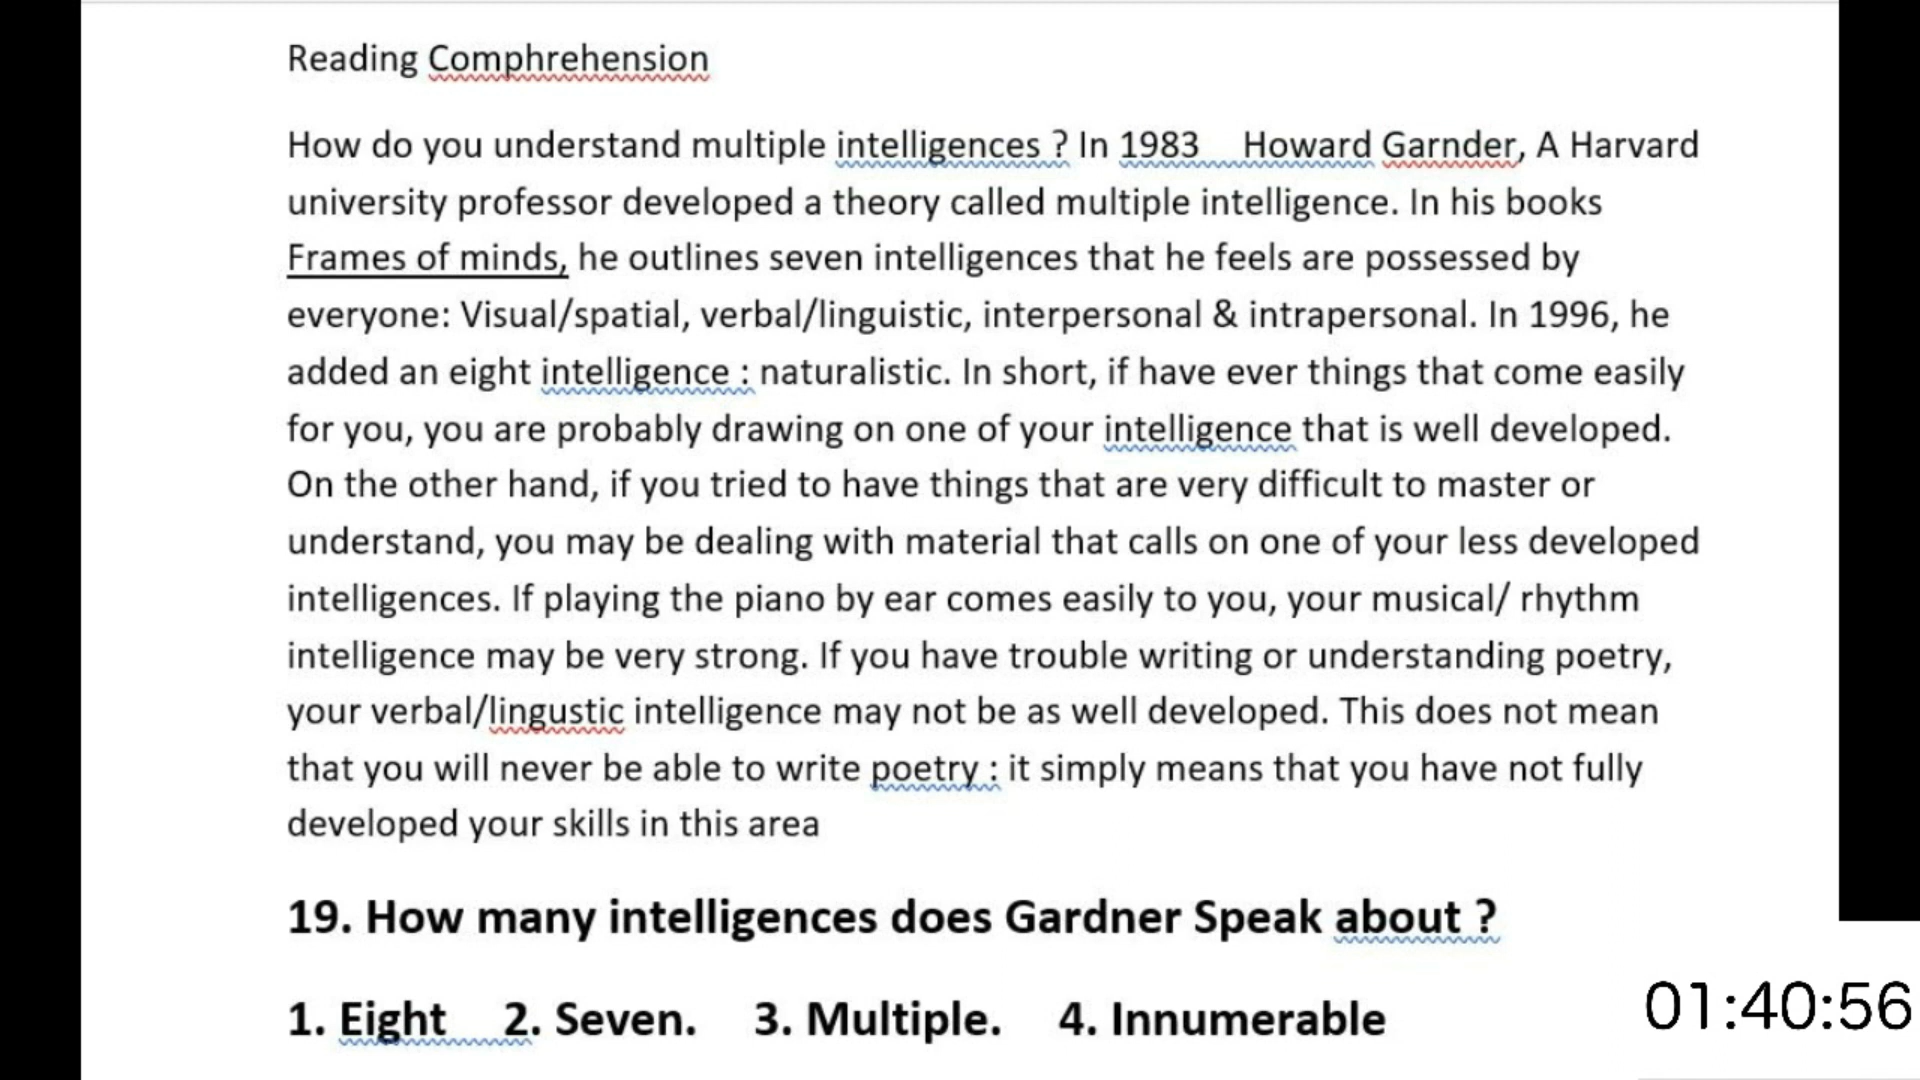 Reading Comphrehension
How do you understand multiple intelligences ? In 1983 Howard Garnder, A Harvard
university professor developed a theory called multiple intelligence. In his books
Frames of minds, he outlines seven intelligences that he feels are possessed by
everyone: Visual/spatial, verbal/linguistic, interpersonal & intrapersonal. In 1996, he
added an eight intelligence : naturalistic. In short, if have ever things that come easily
for you, you are probably drawing on one of your intelligence that is well developed.
On the other hand, if you tried to have things that are very difficult to master or
understand, you may be dealing with material that calls on one of your less developed
intelligences. If playing the piano by ear comes easily to you, your musical/ rhythm
intelligence may be very strong. If you have trouble writing or understanding poetry,
your verbal/lingustic intelligence may not be as well developed. This does not mean
that you will never be able to write poetry : it simply means that you have not fully
developed your skills in this area
19. How many intelligences does Gardner Speak about ?
1. Eight 2. Seven. 3. Multiple. 4. Innumerable
01:40:56